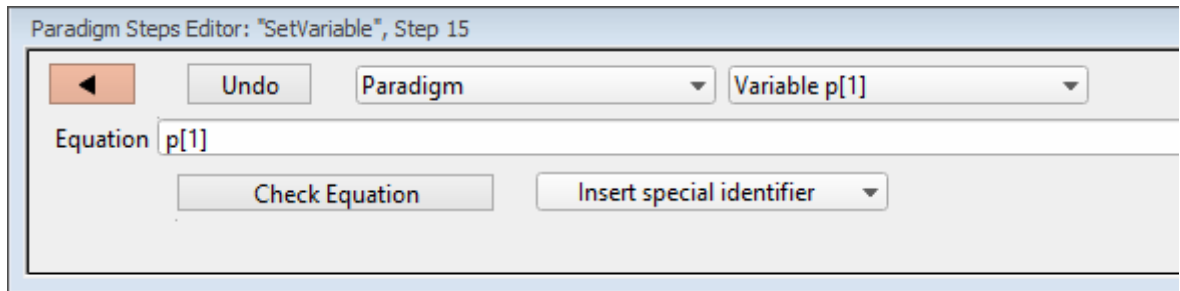 Paradigm Steps Editor: "SetVariable", Step 15
Undo Paradigm Variable p[1]
Equation p[1]
Check Equation Insert special identifier